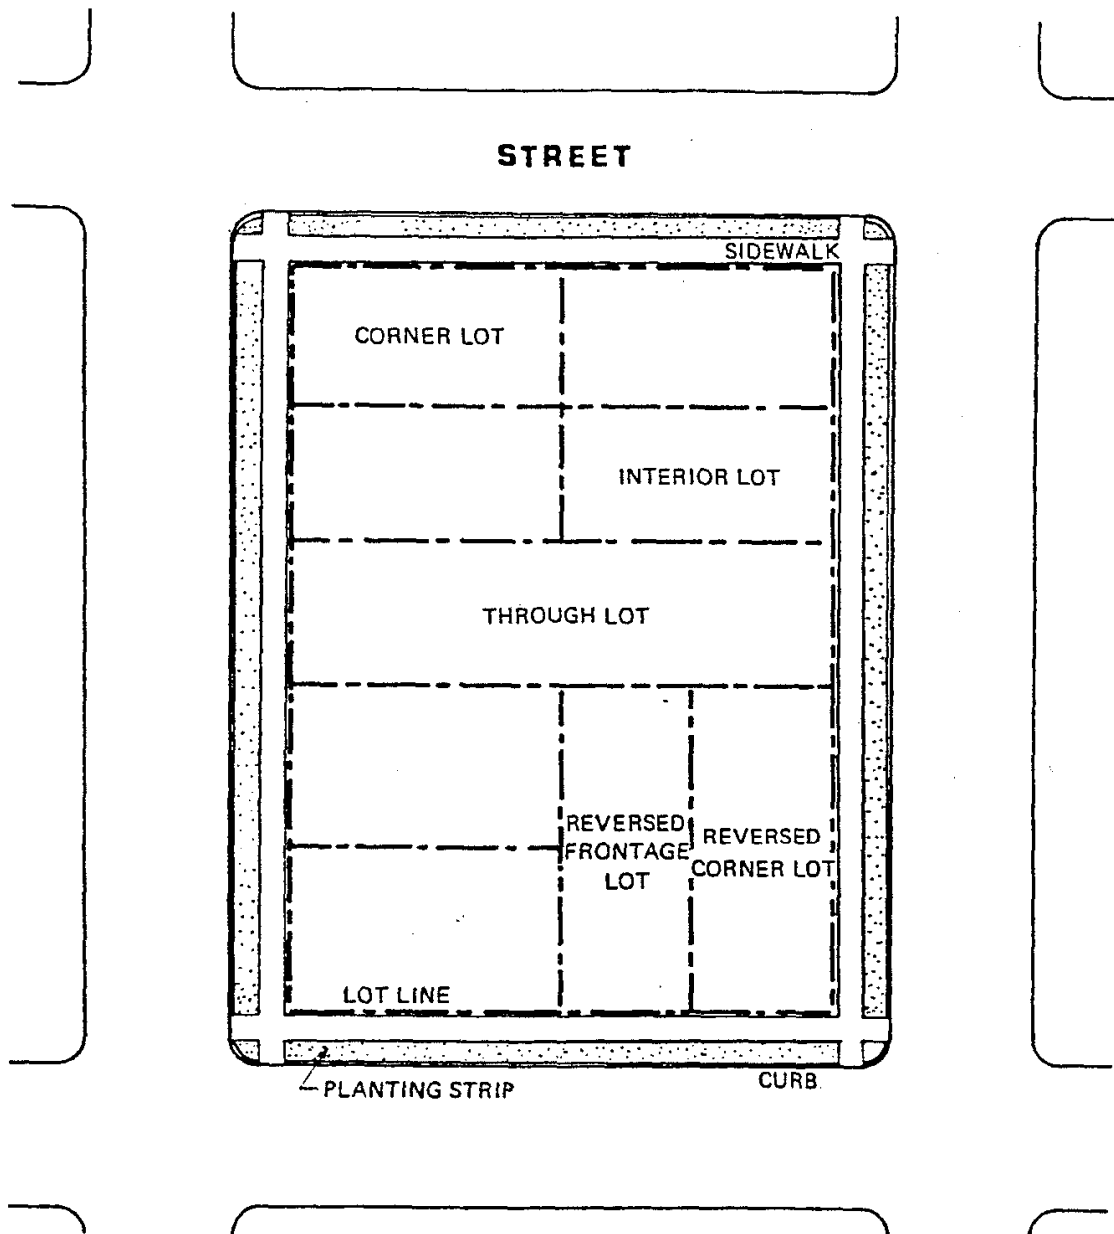 STREET
SIDEWALK
CORNER LOT
INTERIOR LOT
THROUGH LOT
REVERSED
FRONTAGE
LOT
REVERSED
CORNER LOT
LOT LINE
PLANTING STRIP
CURB